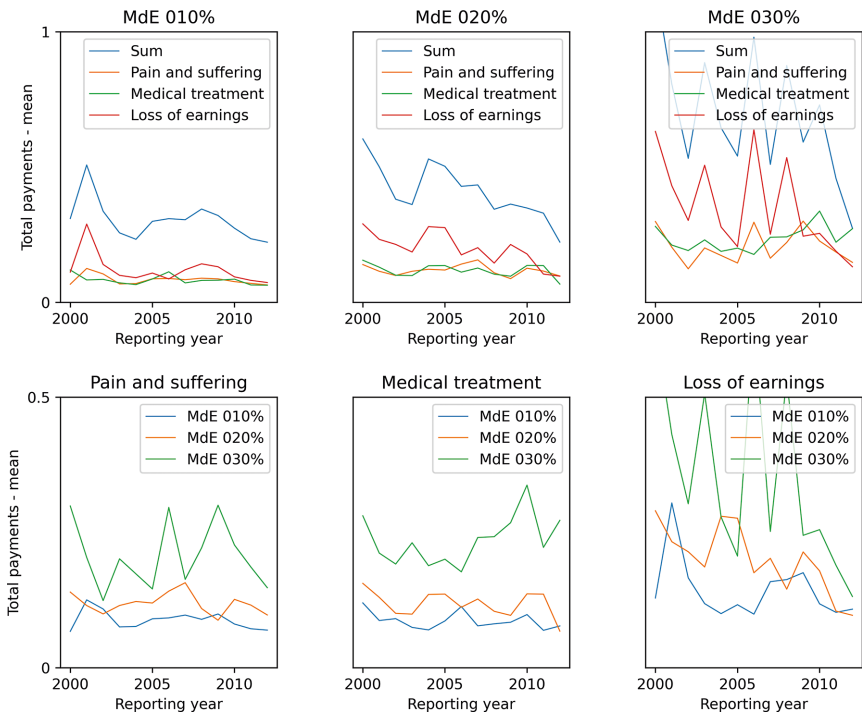 MdE 010%
MdE 020%
MdE 030%
1
0
Total payments - mean
Sum
Pain and suffering
Medical treatment
Loss of earnings
2000
2005
2010
Reporting year
Sum
Pain and suffering
Medical treatment
Loss of earnings
2000
2005
2010
Reporting year
Sum
Pain and suffering
Medical treatment
Loss of earnings
2000
2005
2010
Reporting year
Pain and suffering
Medical treatment
Loss of earnings
0.5
0
Total payments - mean
MdE 010%
MdE 020%
MdE 030%
2000
2005
2010
Reporting year
MdE 010%
MdE 020%
MdE 030%
2000
2005
2010
Reporting year
MdE 010%
MdE 020%
MdE 030%
2000
2005
2010
Reporting year